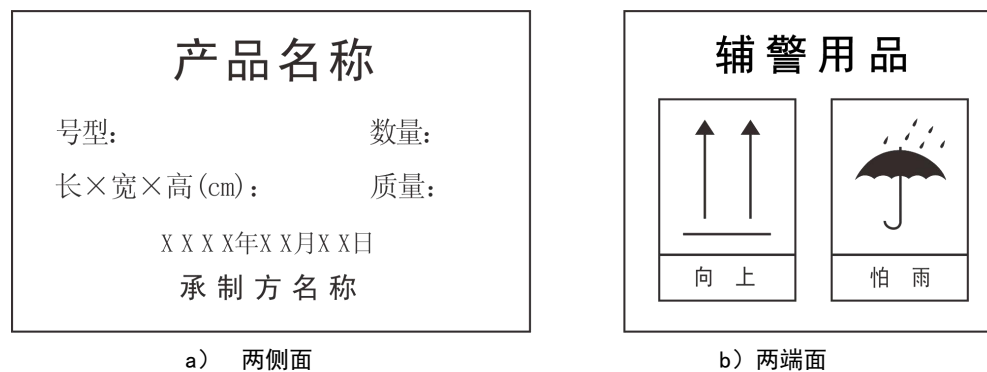 产品名称
号型：
数量：
长×宽×高(cm)：
质量：
XXXX年XX月XX日
承制方名称
a） 两侧面
辅警用品
向上
怕雨
b）两端面